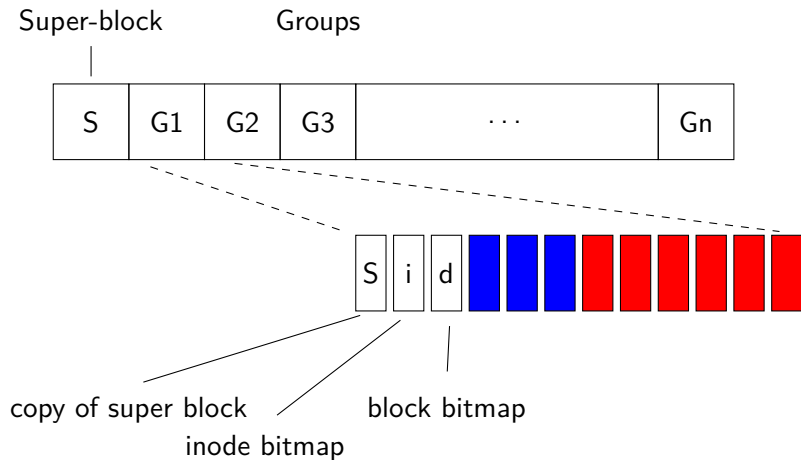 Super-block Groups
S G1 G2 G3 · · · Gn
S i d
copy of super block block bitmap
inode bitmap